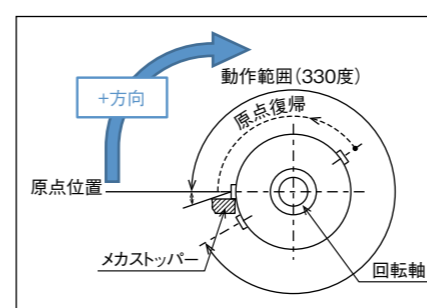 動作範囲(330度)
+方向
原点復帰
原点位置
メカストッパー
回転軸